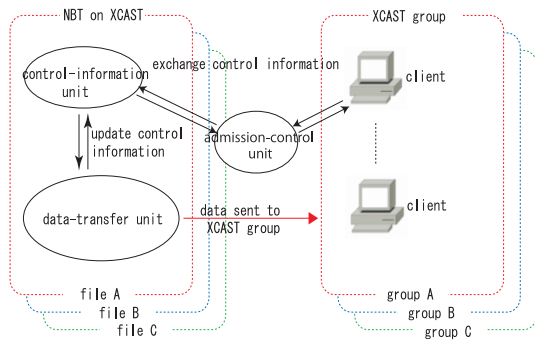 NBT on XCAST
XCAST group
control-information
unit
exchange control information
client
update control
information
admission-control
unit
data-transfer unit
data sent to
XCAST group
client
file A
file B
file C
group A
group B
group C